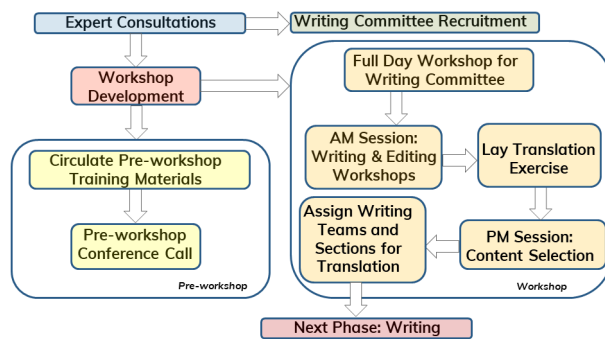 Expert Consultations
Writing Committee Recruitment
Workshop
Development
Full Day Workshop for
Writing Committee
AM Session:
Writing & Editing
Workshops
Lay Translation
Exercise
Circulate Pre-workshop
Training Materials
Pre-workshop
Conference Call
Pre-workshop
Assign Writing
Teams and
Sections for
Translation
PM Session:
Content Selection
Workshop
Next Phase: Writing